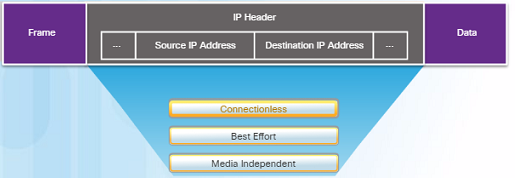 IP Header
Frame
... Source IP Address Destination IP Address ...
Data
Connectionless
Best Effort
Media Independent